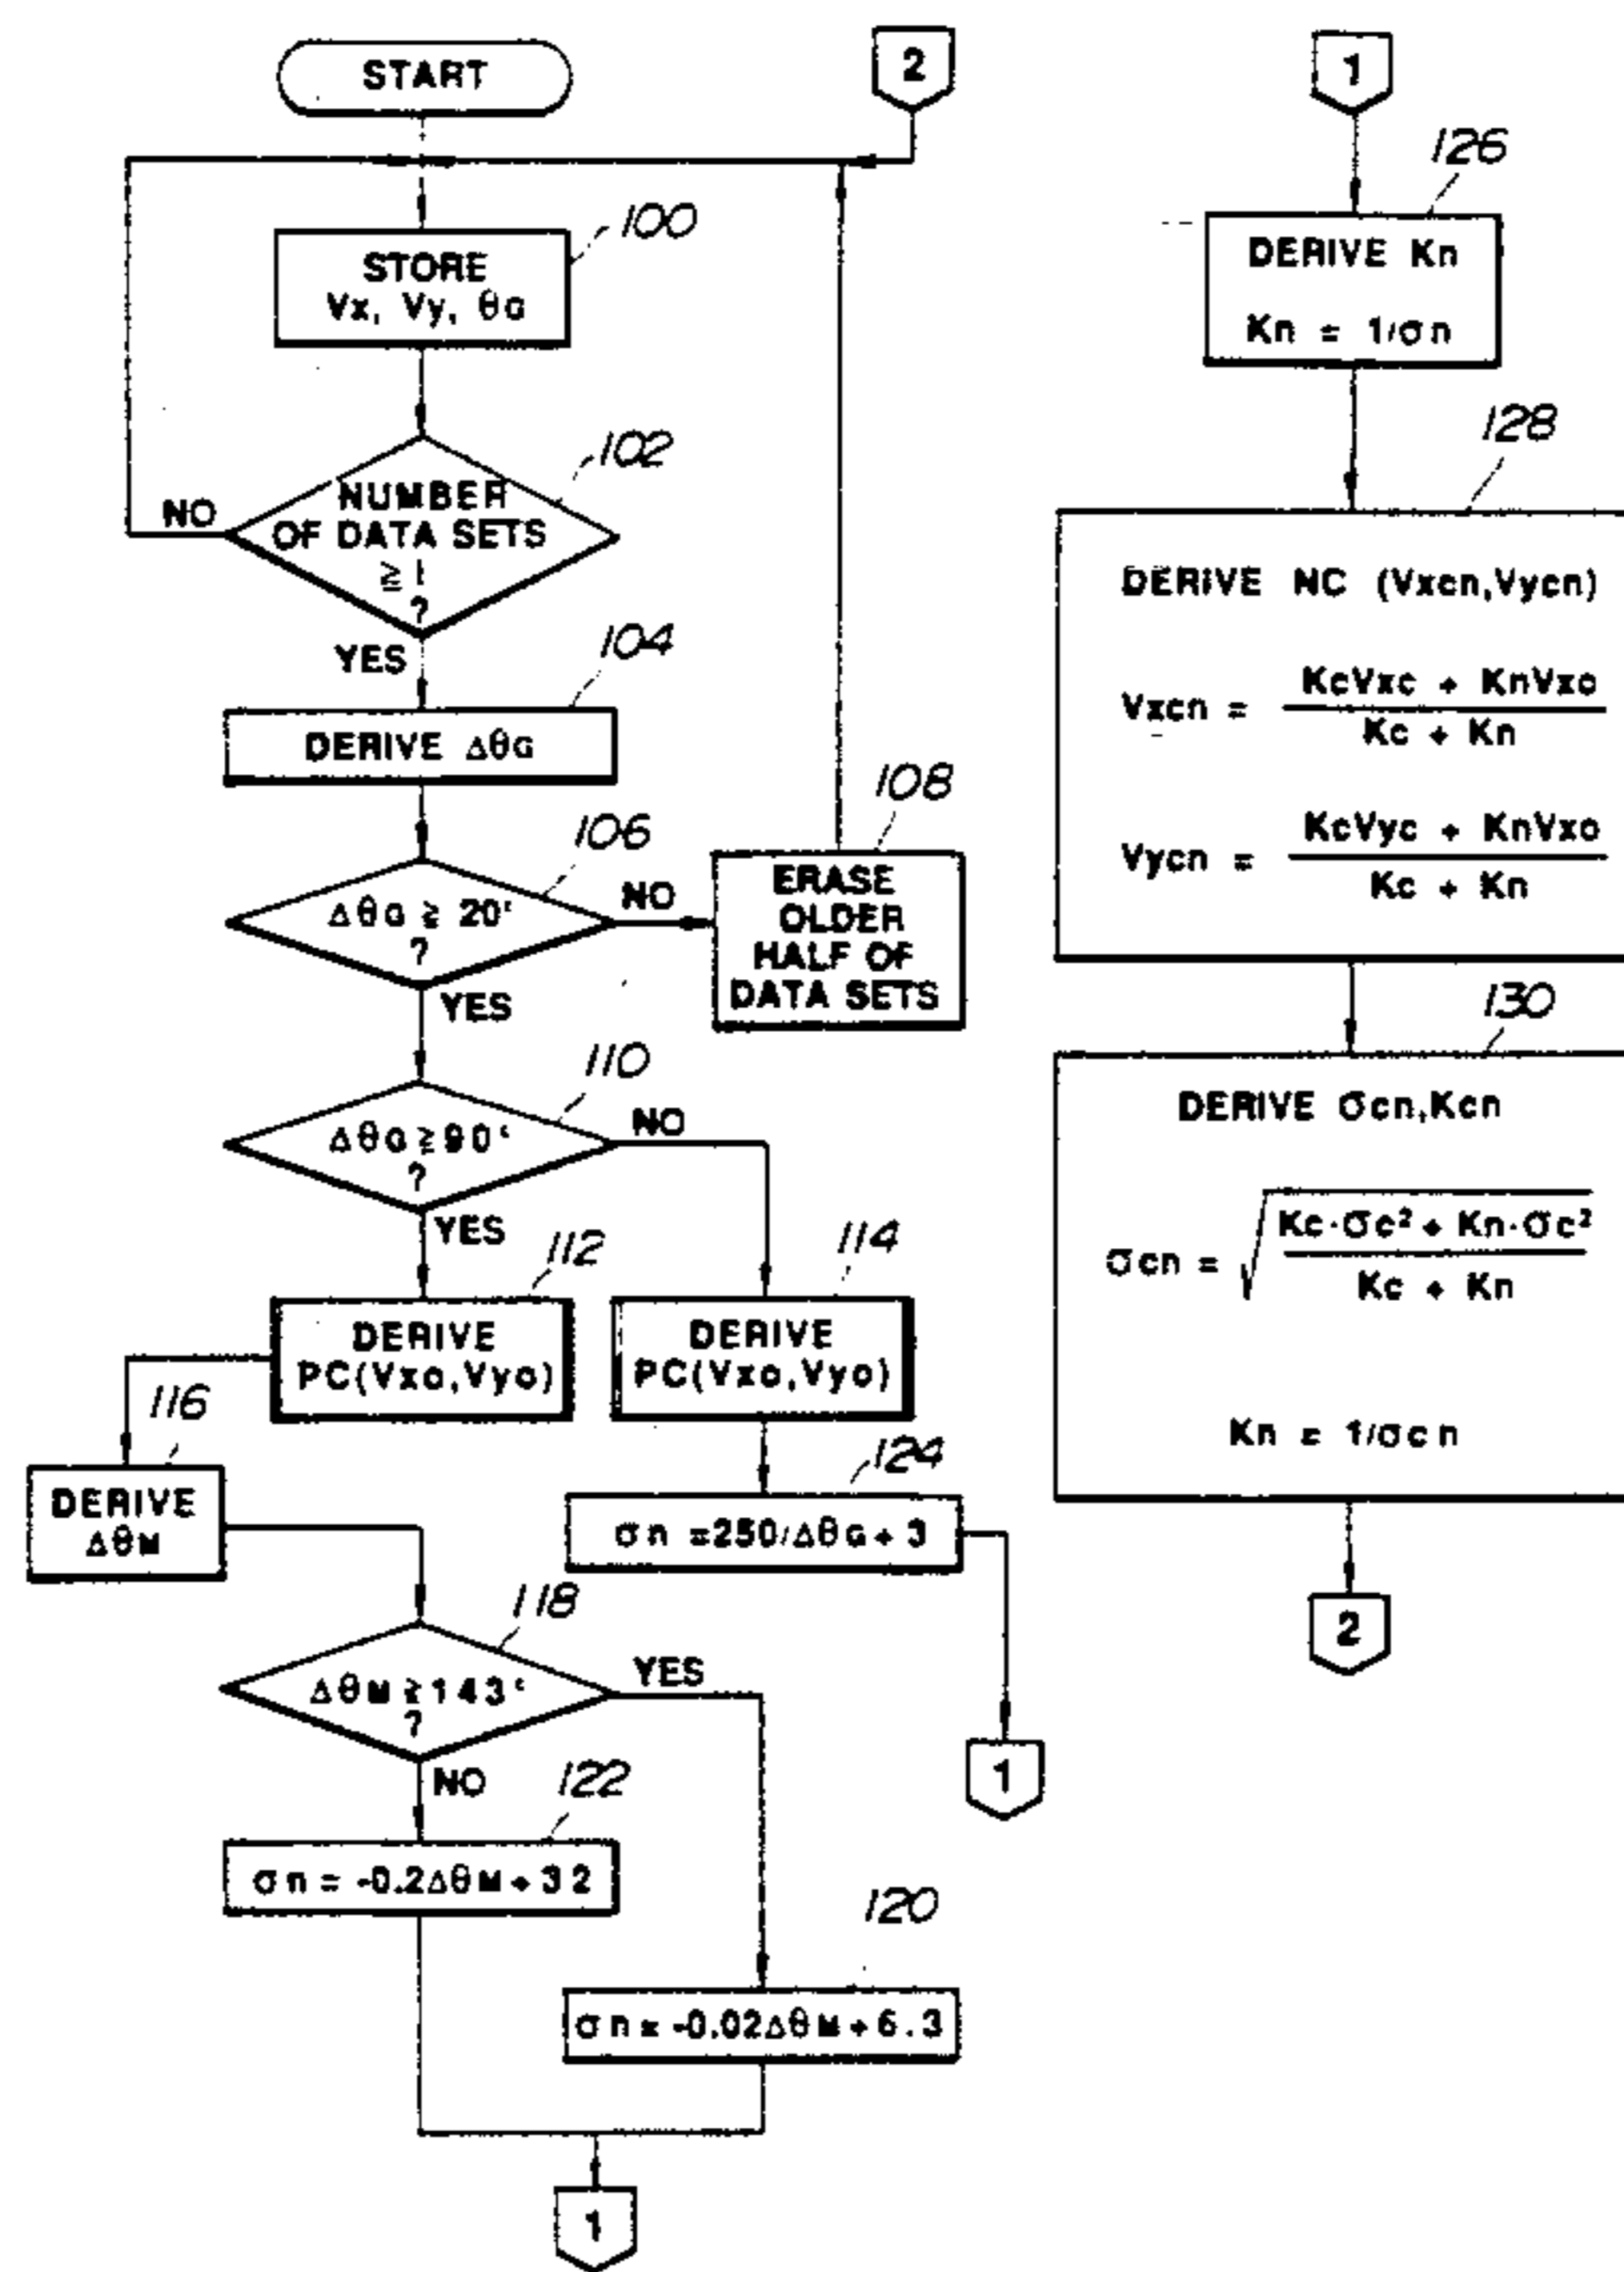 START
2
100
STORE
Vx, Vy, θG
102
NUMBER
OF DATA SETS
≧ I
?
NO
YES
104
DERIVE ΔθG
106
ΔθG ≧ 20°
?
NO
YES
108
ERASE
OLDER
HALF OF
DATA SETS
110
ΔθG ≧ 90°
?
NO
YES
112
DERIVE
PC(Vxo,Vyo)
114
DERIVE
PC(Vxo,Vyo)
116
DERIVE
ΔθM
124
σn = 250/ΔθG + 3
118
ΔθM ≧ 143°
?
YES
NO
1
122
σn = -0.2ΔθM + 32
120
σn = -0.02ΔθM + 6.3
1
1
126
DERIVE Kn
Kn = 1/σn
128
DERIVE NC (Vxcn,Vycn)
Vxcn = KcVxc + KnVxo / Kc + Kn
Vycn = KcVyc + KnVxo / Kc + Kn
130
DERIVE σcn,Kcn
σcn = √ Kc·σc² + Kn·σc² / Kc + Kn
Kn = 1/σcn
2